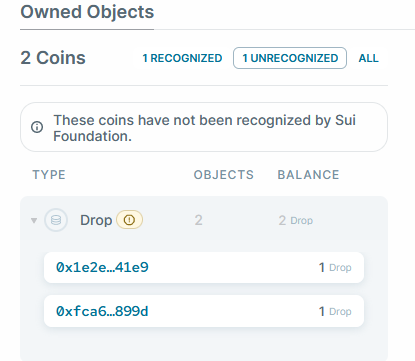 Owned Objects
2 Coins 1 RECOGNIZED 1 UNRECOGNIZED ALL
These coins have not been recognized by Sui
Foundation.
TYPE OBJECTS BALANCE
Drop 2 2 Drop
0x1e2e…41e9 1 Drop
0xfca6…899d 1 Drop